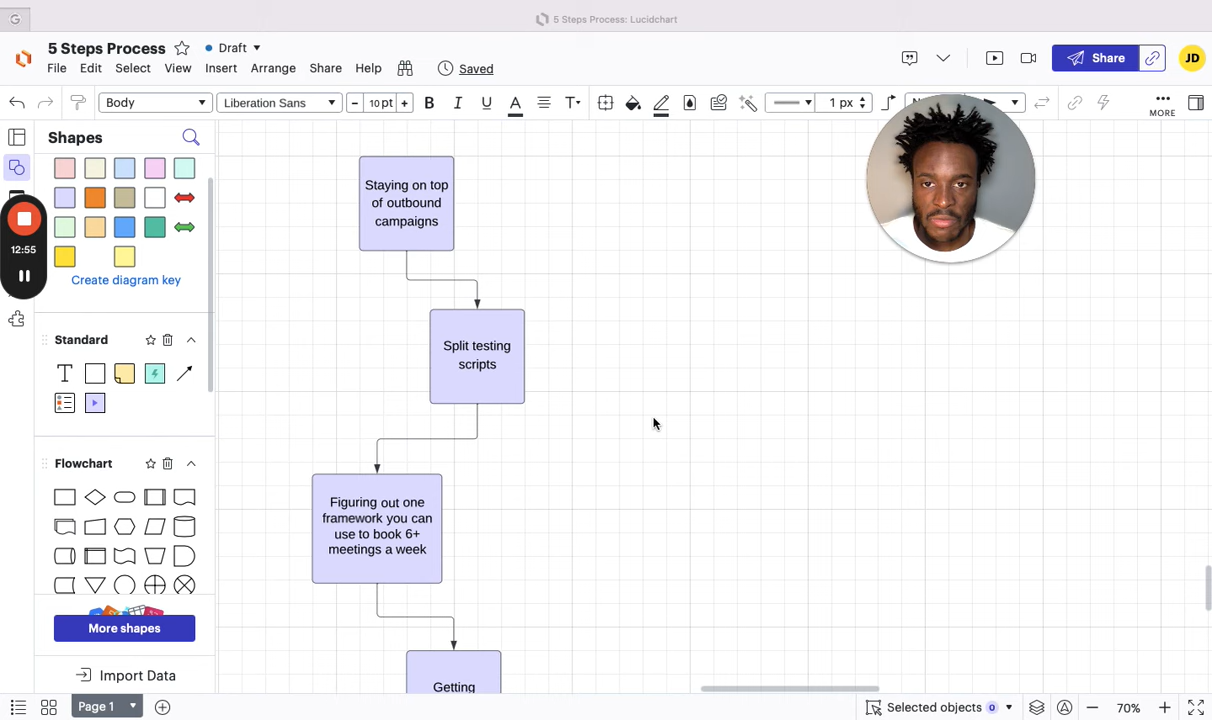 5 Steps Process: Lucidchart
5 Steps Process
Draft
File Edit Select View Insert Arrange Share Help
Saved
Share
JD
Body
Liberation Sans
- 10 pt +
B I U A T
1 px
MORE
Shapes
12:55
Create diagram key
Standard
T
Flowchart
More shapes
Import Data
Staying on top
of outbound
campaigns
Split testing
scripts
Figuring out one
framework you can
use to book 6+
meetings a week
Getting
Page 1
Selected objects 0
70%